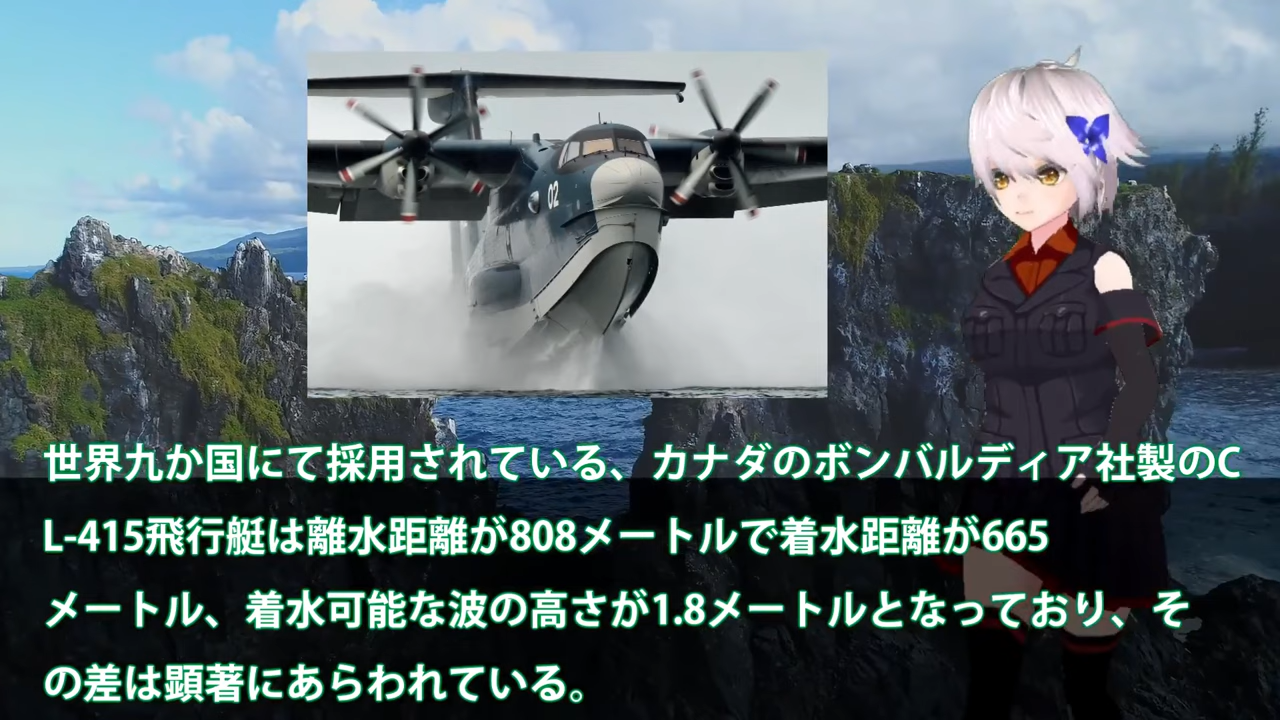 02
世界九か国にて採用されている、カナダのボンバルディア社製のC
L-415飛行艇は離水距離が808メートルで着水距離が665
メートル、着水可能な波の高さが1.8メートルとなっており、そ
の差は顕著にあらわれている。